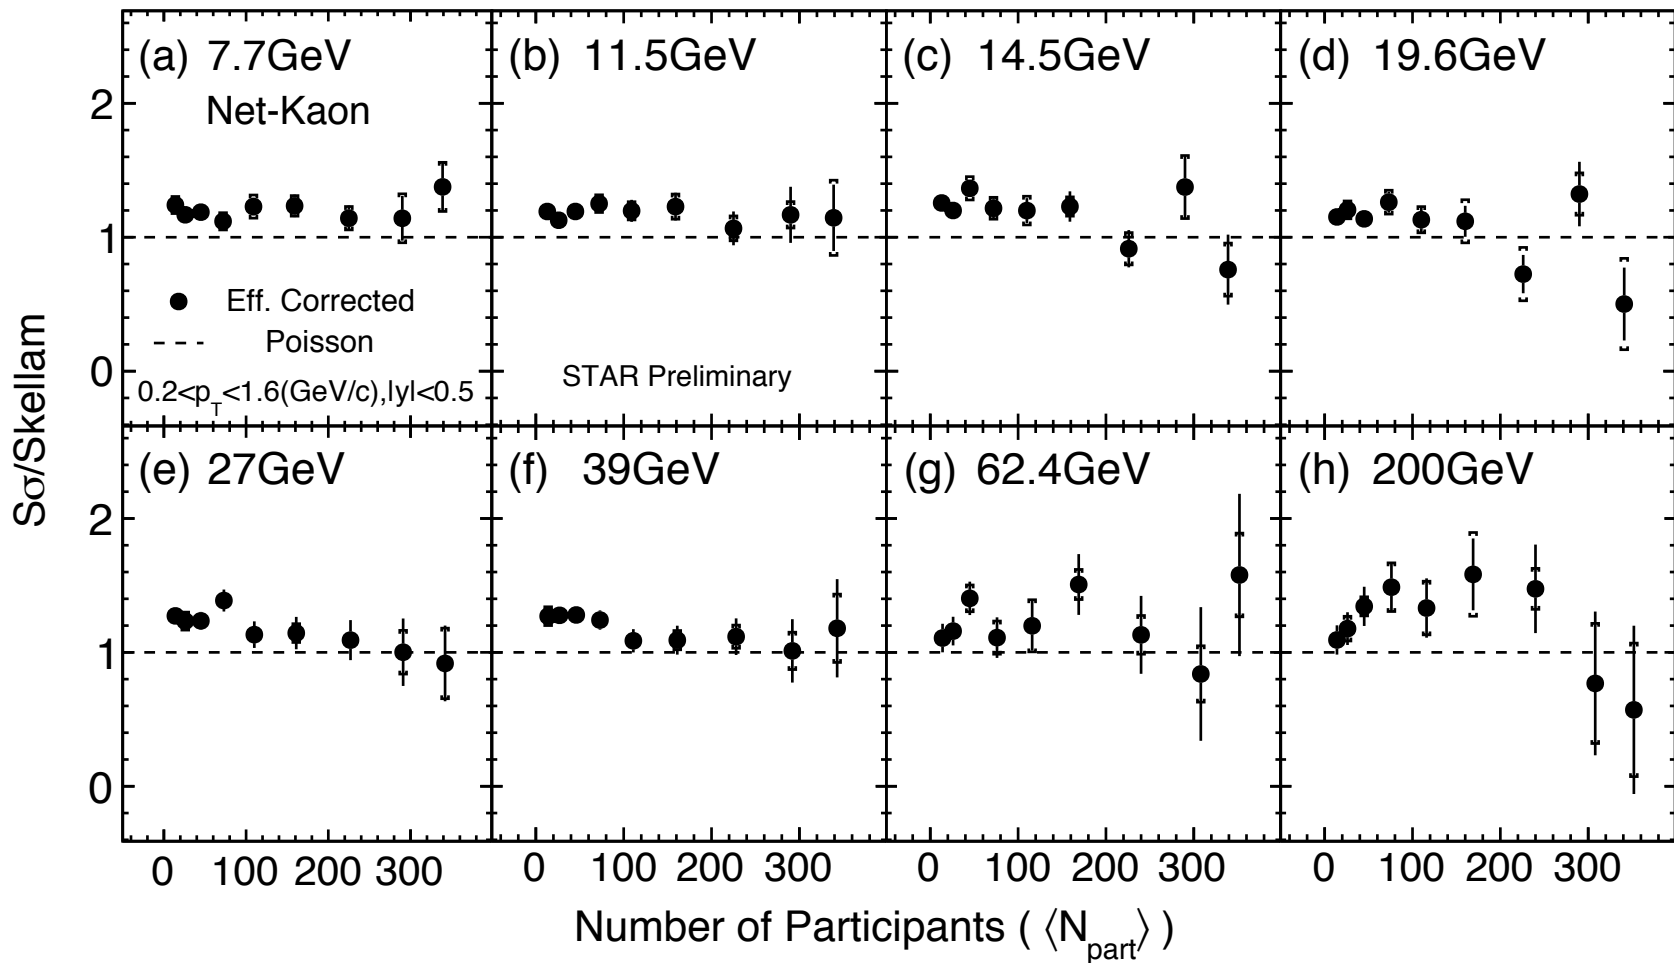 (a) 7.7GeV
Net-Kaon
Eff. Corrected
Poisson
0.2<p_T<1.6(GeV/c),|y|<0.5
(b) 11.5GeV
STAR Preliminary
(c) 14.5GeV
(d) 19.6GeV
2
1
0
Sσ/Skellam
(e) 27GeV
(f) 39GeV
(g) 62.4GeV
(h) 200GeV
2
1
0
0 100 200 300
0 100 200 300
0 100 200 300
0 100 200 300
Number of Participants ( ⟨N_part⟩ )